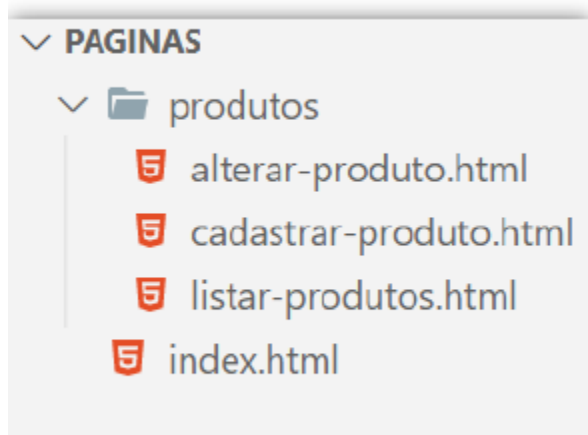 PAGINAS
produtos
alterar-produto.html
cadastrar-produto.html
listar-produtos.html
index.html